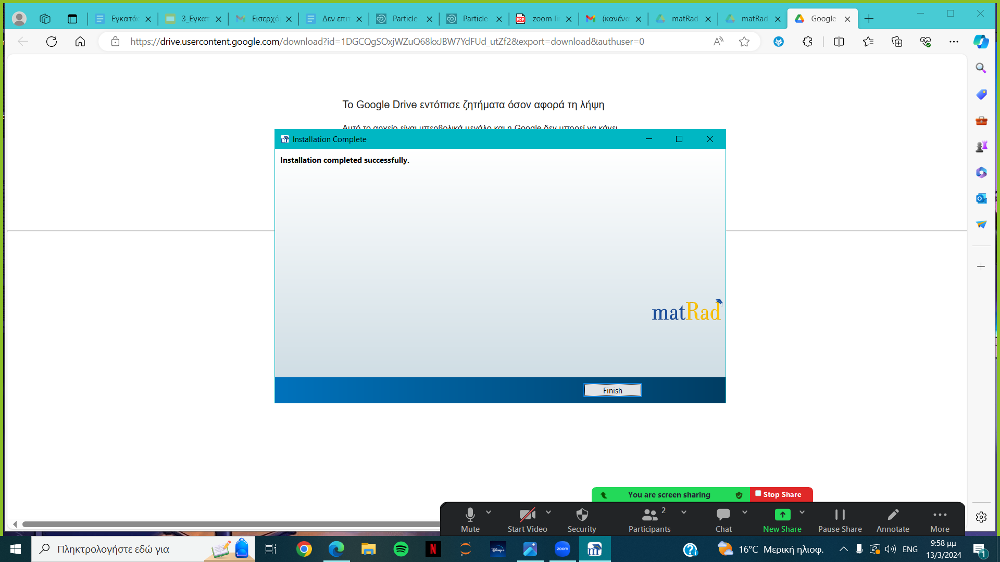 Εγκατάσ
3_Εγκατ
Εισερχό
Δεν επιτ
Particle
Particle
zoom lin
(κανένα
matRad
matRad
Google
https://drive.usercontent.google.com/download?id=1DGCQgSOxjWZuQ68kxJBW7YdFUd_utZf2&export=download&authuser=0
Το Google Drive εντόπισε ζητήματα όσον αφορά τη λήψη
Αυτό το αρχείο είναι υπερβολικά μεγάλο και η Google δεν μπορεί να κάνει
Installation Complete
Installation completed successfully.
matRad
Finish
You are screen sharing
Stop Share
2
Mute
Start Video
Security
Participants
Chat
New Share
Pause Share
Annotate
More
Πληκτρολογήστε εδώ για
zoom
16°C Μερική ηλιοφ.
ENG
9:58 μμ
13/3/2024
1